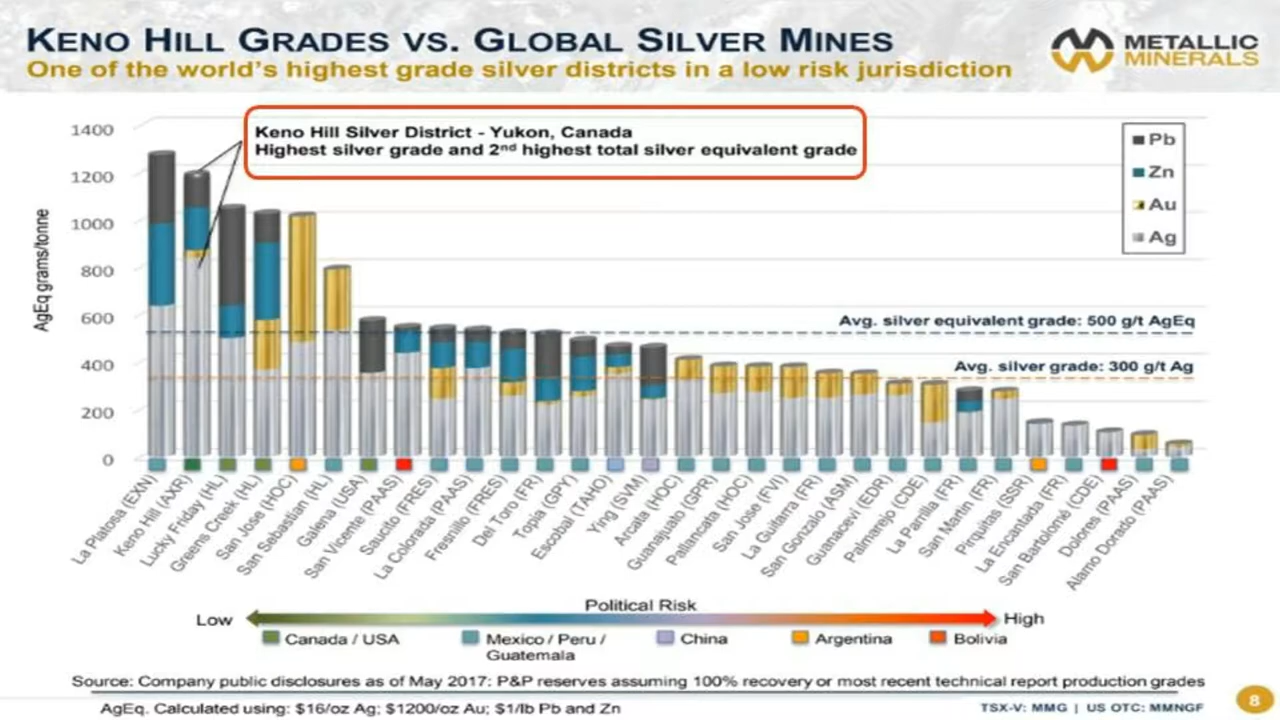 KENO HILL GRADES VS. GLOBAL SILVER MINES
One of the world's highest grade silver districts in a low risk jurisdiction
METALLIC
MINERALS
Keno Hill Silver District - Yukon, Canada
Highest silver grade and 2nd highest total silver equivalent grade
Pb
Zn
Au
Ag
AgEq grams/tonne
1400
1200
1000
800
600
400
200
0
Avg. silver equivalent grade: 500 g/t AgEq
Avg. silver grade: 300 g/t Ag
La Platosa (EXN)
Keno Hill (AXR)
Lucky Friday (HL)
Greens Creek (HL)
San Jose (HOC)
San Sebastian (HL)
Galena (USA)
San Vicente (PAAS)
Saucito (FRES)
La Colorada (PAAS)
Fresnillo (FRES)
Del Toro (FR)
Topia (GPY)
Escobal (TAHO)
Ying (SVM)
Arcata (HOC)
Guanajuato (GPR)
Pallancata (HOC)
San Jose (FVI)
La Guitarra (FR)
San Gonzalo (ASM)
Guanacevi (EDR)
Palmarejo (CDE)
La Parilla (FR)
San Martin (FR)
Pirquitas (SSR)
La Encantada (FR)
San Bartolomé (CDE)
Dolores (PAAS)
Alamo Dorado (PAAS)
Political Risk
Low
High
Canada / USA
Mexico / Peru /
Guatemala
China
Argentina
Bolivia
Source: Company public disclosures as of May 2017: P&P reserves assuming 100% recovery or most recent technical report production grades
AgEq. Calculated using: $16/oz Ag; $1200/oz Au; $1/lb Pb and Zn
TSX-V: MMG | US OTC: MMNGF
8